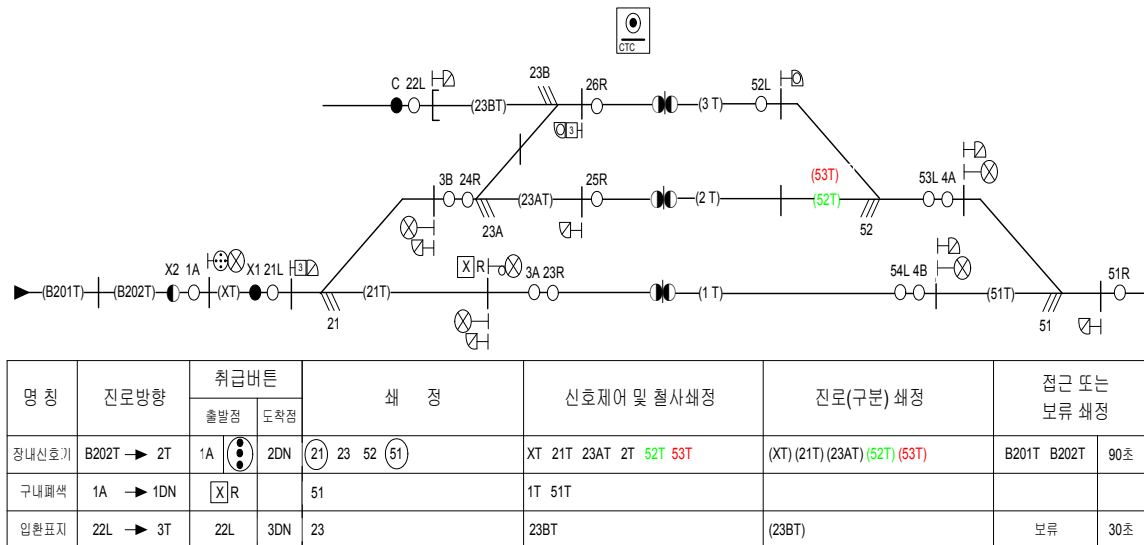 CTC
23B
C 22L
26R
52L
(23BT)
(3 T)
3
(53T)
3B 24R
25R
53L 4A
(23AT)
(2 T)
(52T)
23A
52
X2 1A
X1 21L
3
X R
3A 23R
54L 4B
51R
(B201T)
(B202T)
(XT)
(21T)
(1 T)
(51T)
21
51
명 칭 진로방향 취급버튼 쇄 정 신호제어 및 철사쇄정 진로(구분) 쇄정 접근 또는
보류 쇄정
출발점 도착점
장내신호기 B202T → 2T 1A 2DN 21 23 52 51 XT 21T 23AT 2T 52T 53T (XT) (21T) (23AT) (52T) (53T) B201T B202T 90초
구내폐색 1A → 1DN X R 51 1T 51T
입환표지 22L → 3T 22L 3DN 23 23BT (23BT) 보류 30초